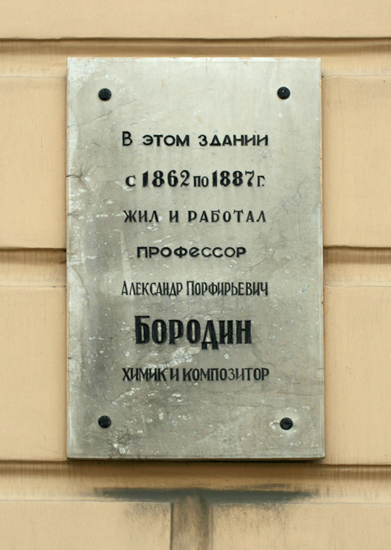 В этом здании
с 1862 по 1887 г.
жил и работал
профессор
Александр Порфирьевич
Бородин
химик и композитор